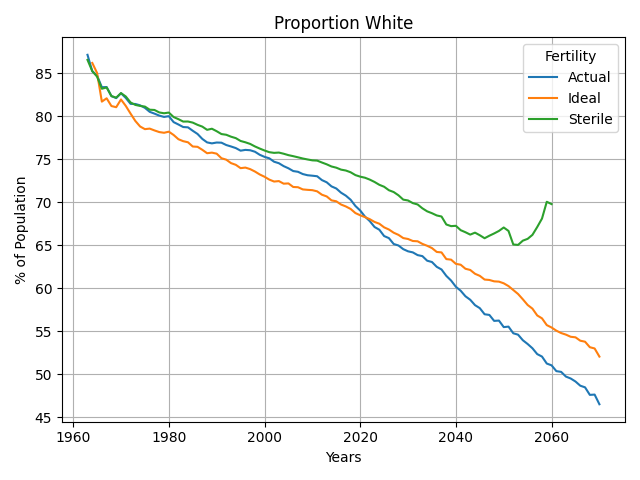 Proportion White
Fertility
Actual
Ideal
Sterile
% of Population
85
80
75
70
65
60
55
50
45
1960
1980
2000
2020
2040
2060
Years